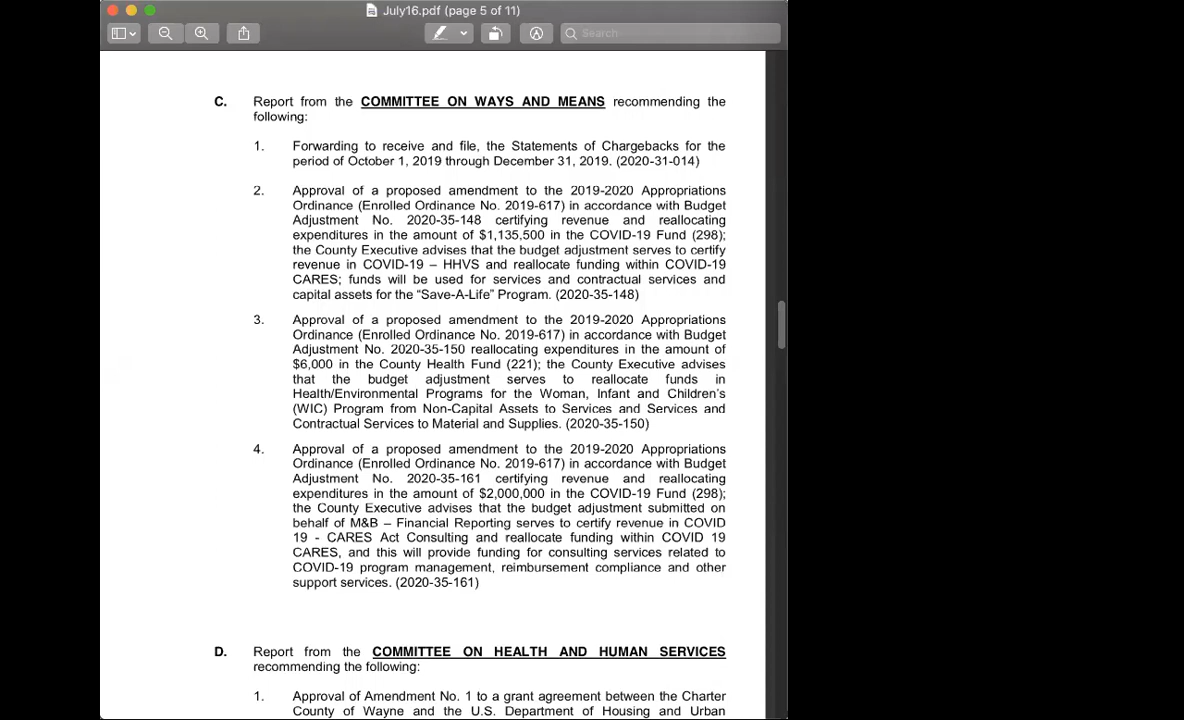 July16.pdf (page 5 of 11)
Search
C. Report from the COMMITTEE ON WAYS AND MEANS recommending the
following:
1. Forwarding to receive and file, the Statements of Chargebacks for the
period of October 1, 2019 through December 31, 2019. (2020-31-014)
2. Approval of a proposed amendment to the 2019-2020 Appropriations
Ordinance (Enrolled Ordinance No. 2019-617) in accordance with Budget
Adjustment No. 2020-35-148 certifying revenue and reallocating
expenditures in the amount of $1,135,500 in the COVID-19 Fund (298);
the County Executive advises that the budget adjustment serves to certify
revenue in COVID-19 – HHVS and reallocate funding within COVID-19
CARES; funds will be used for services and contractual services and
capital assets for the “Save-A-Life” Program. (2020-35-148)
3. Approval of a proposed amendment to the 2019-2020 Appropriations
Ordinance (Enrolled Ordinance No. 2019-617) in accordance with Budget
Adjustment No. 2020-35-150 reallocating expenditures in the amount of
$6,000 in the County Health Fund (221); the County Executive advises
that the budget adjustment serves to reallocate funds in
Health/Environmental Programs for the Woman, Infant and Children’s
(WIC) Program from Non-Capital Assets to Services and Services and
Contractual Services to Material and Supplies. (2020-35-150)
4. Approval of a proposed amendment to the 2019-2020 Appropriations
Ordinance (Enrolled Ordinance No. 2019-617) in accordance with Budget
Adjustment No. 2020-35-161 certifying revenue and reallocating
expenditures in the amount of $2,000,000 in the COVID-19 Fund (298);
the County Executive advises that the budget adjustment submitted on
behalf of M&B – Financial Reporting serves to certify revenue in COVID
19 - CARES Act Consulting and reallocate funding within COVID 19
CARES, and this will provide funding for consulting services related to
COVID-19 program management, reimbursement compliance and other
support services. (2020-35-161)
D. Report from the COMMITTEE ON HEALTH AND HUMAN SERVICES
recommending the following:
1. Approval of Amendment No. 1 to a grant agreement between the Charter
County of Wayne and the U.S. Department of Housing and Urban